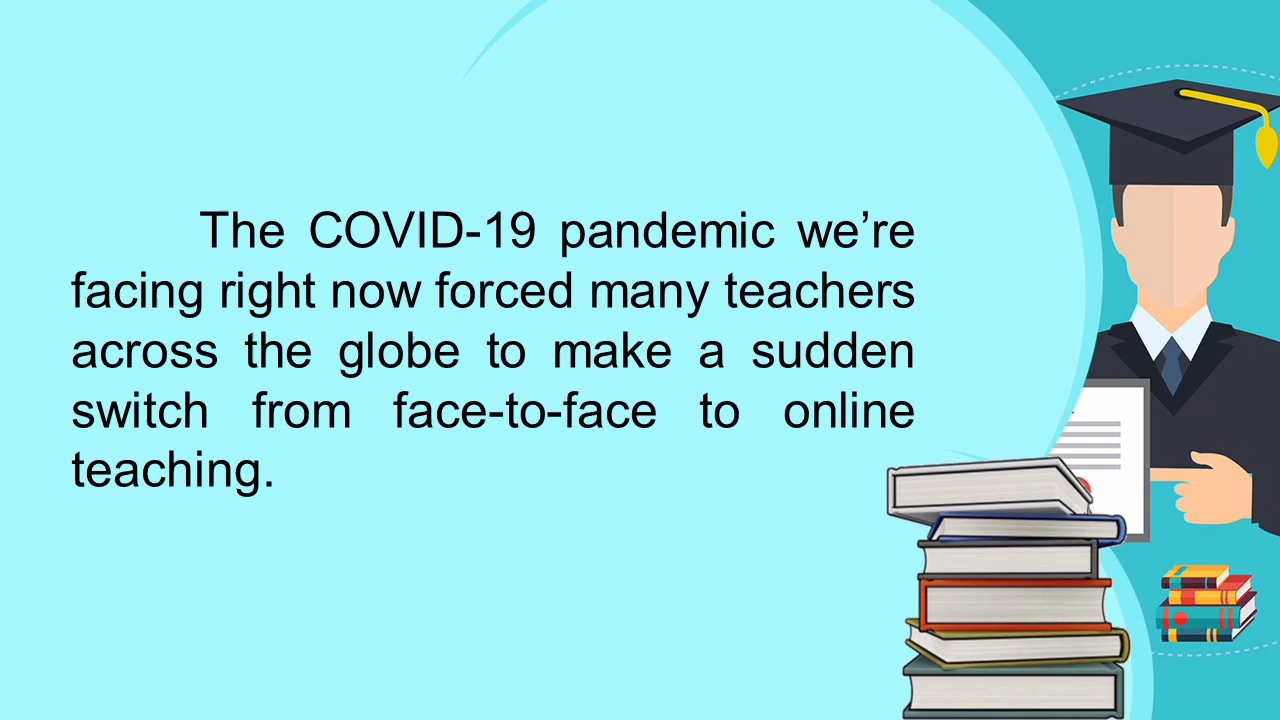 The COVID-19 pandemic we’re
facing right now forced many teachers
across the globe to make a sudden
switch from face-to-face to online
teaching.